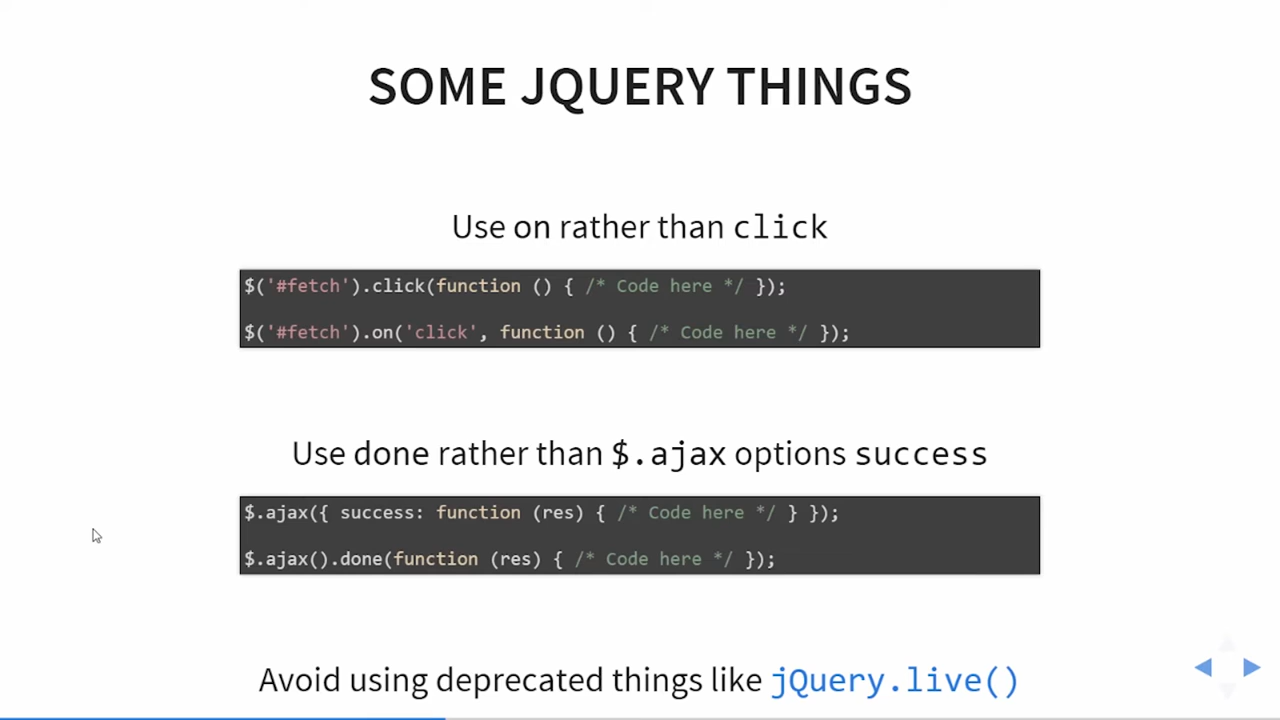 SOME JQUERY THINGS
Use on rather than click
$('#fetch').click(function () { /* Code here */ });
$('#fetch').on('click', function () { /* Code here */ });
Use done rather than $.ajax options success
$.ajax({ success: function (res) { /* Code here */ } });
$.ajax().done(function (res) { /* Code here */ });
Avoid using deprecated things like jQuery.live()